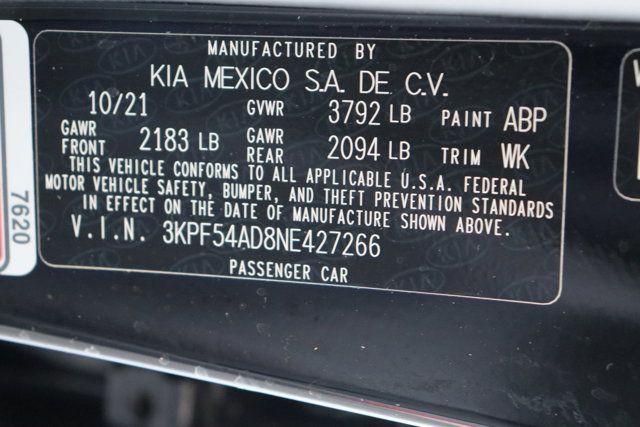 MANUFACTURED BY
KIA MEXICO S.A. DE C.V.
10/21 GVWR 3792 LB PAINT ABP
GAWR FRONT 2183 LB GAWR REAR 2094 LB TRIM WK
THIS VEHICLE CONFORMS TO ALL APPLICABLE U.S.A. FEDERAL
MOTOR VEHICLE SAFETY, BUMPER, AND THEFT PREVENTION STANDARDS
IN EFFECT ON THE DATE OF MANUFACTURE SHOWN ABOVE.
V.I.N. 3KPF54AD8NE427266
PASSENGER CAR
7620